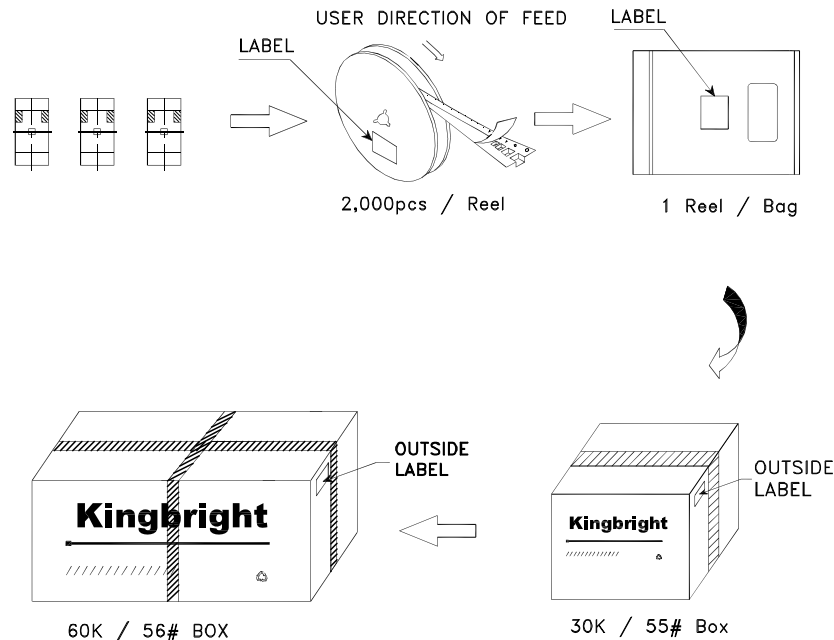 USER DIRECTION OF FEED
LABEL
LABEL
2,000pcs / Reel
1 Reel / Bag
OUTSIDE
LABEL
OUTSIDE
LABEL
Kingbright
Kingbright
60K / 56# BOX
30K / 55# Box